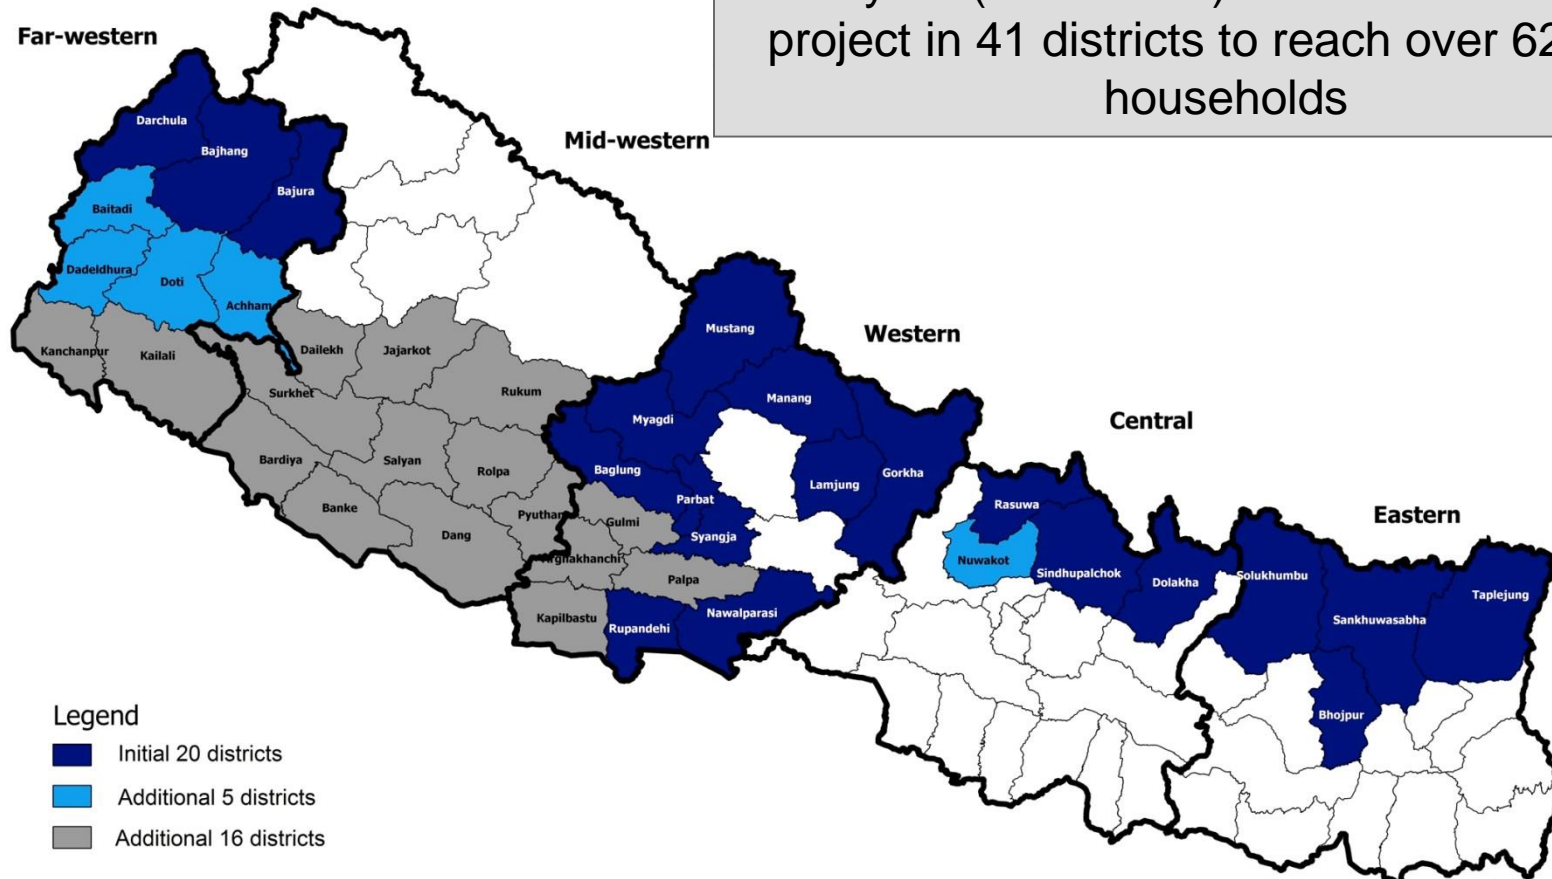 project in 41 districts to reach over 62
households
Far-western
Mid-western
Western
Central
Eastern
Darchula
Bajhang
Bajura
Baitadi
Dadeldhura
Doti
Achham
Kanchanpur
Kailali
Dailekh
Jajarkot
Surkhet
Rukum
Bardiya
Salyan
Rolpa
Banke
Dang
Pyuthan
Mustang
Manang
Myagdi
Baglung
Parbat
Lamjung
Gorkha
Syangja
Gulmi
Palpa
Kapilbastu
Rupandehi
Nawalparasi
Rasuwa
Nuwakot
Sindhupalchok
Dolakha
Solukhumbu
Sankhuwasabha
Taplejung
Bhojpur
Legend
Initial 20 districts
Additional 5 districts
Additional 16 districts